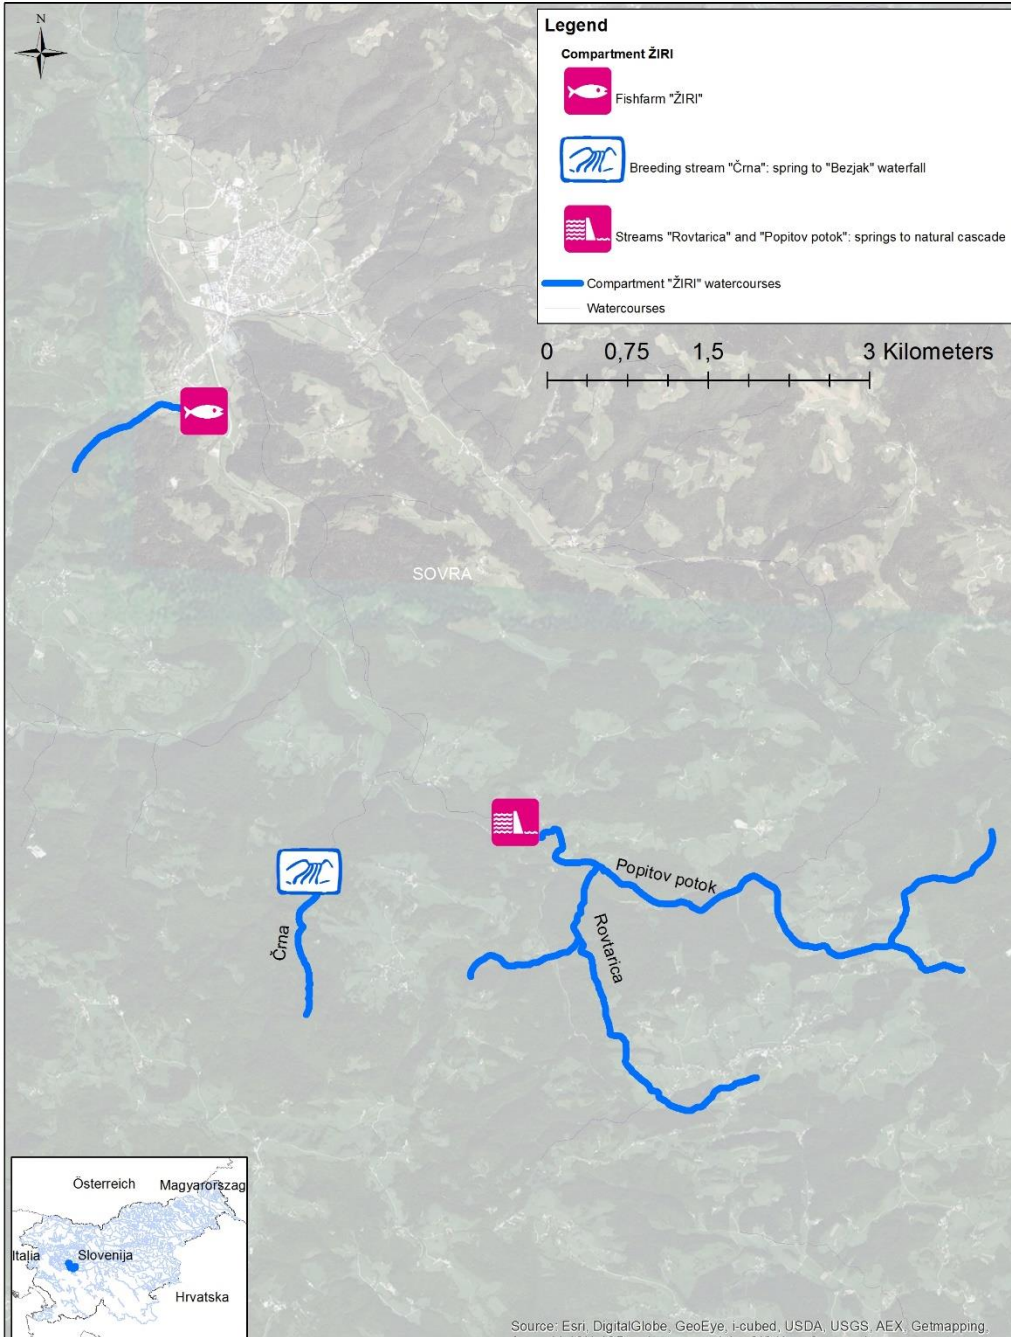 N
Legend
Compartment ŽIRI
Fishfarm "ŽIRI"
Breeding stream "Črna": spring to "Bezjak" waterfall
Streams "Rovtarica" and "Popitov potok": springs to natural cascade
Compartment "ŽIRI" watercourses
Watercourses
0 0,75 1,5 3 Kilometers
SOVRA
Popitov potok
Rovtarica
Črna
Österreich Magyarország
Italia Slovenija
Hrvatska
Source: Esri, DigitalGlobe, GeoEye, i-cubed, USDA, USGS, AEX, Getmapping,